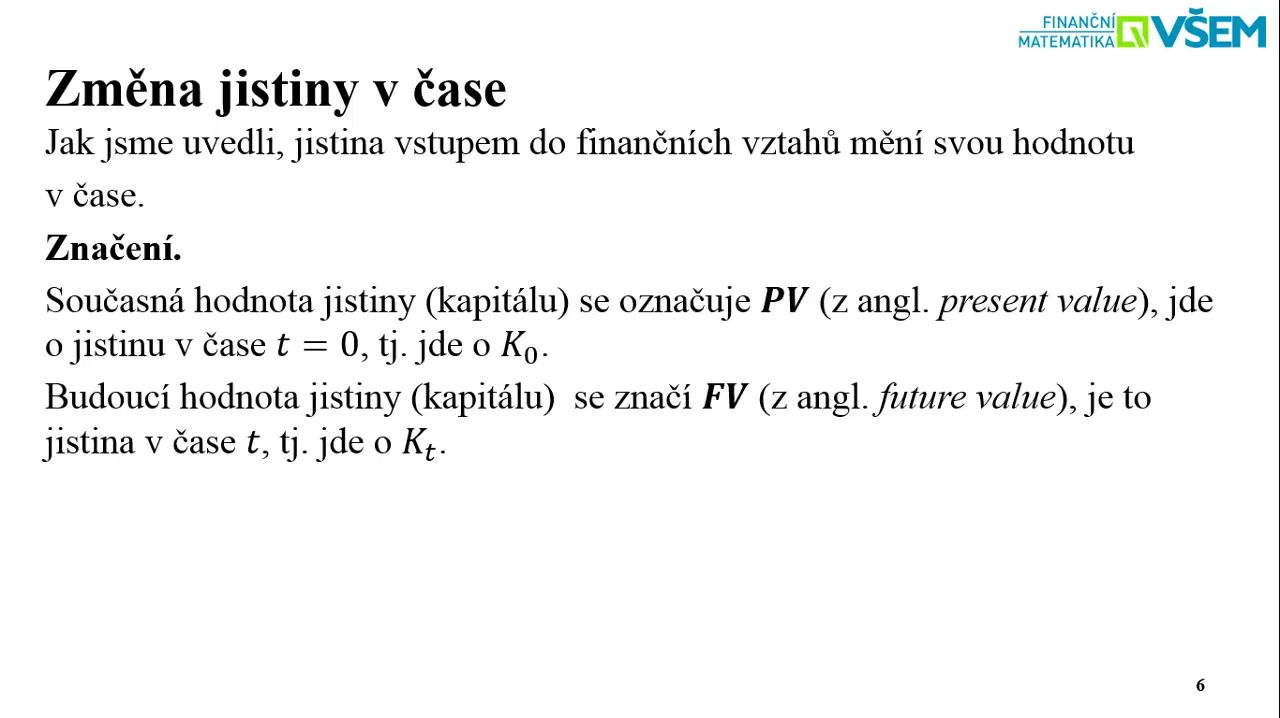 FINANČNÍ
MATEMATIKA VŠEM
Změna jistiny v čase
Jak jsme uvedli, jistina vstupem do finančních vztahů mění svou hodnotu
v čase.
Značení.
Současná hodnota jistiny (kapitálu) se označuje PV (z angl. present value), jde
o jistinu v čase t = 0, tj. jde o K₀.
Budoucí hodnota jistiny (kapitálu) se značí FV (z angl. future value), je to
jistina v čase t, tj. jde o Kₜ.
6